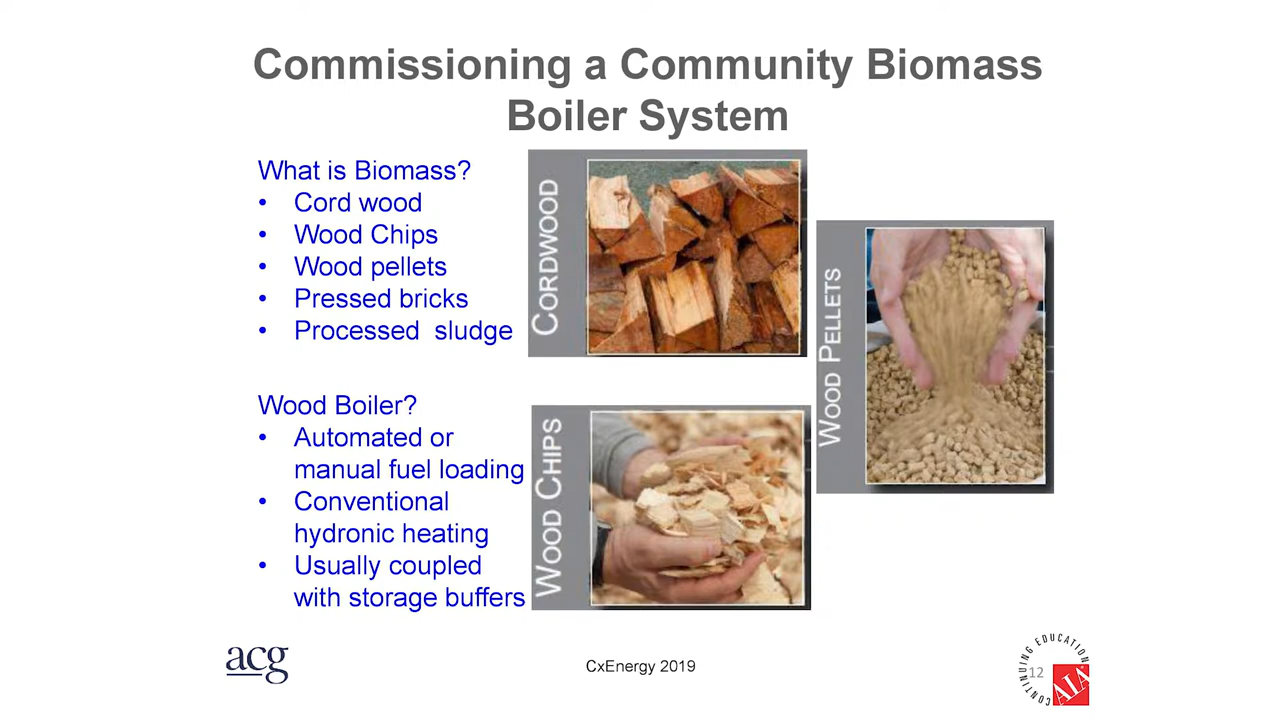 Commissioning a Community Biomass
Boiler System
What is Biomass?
• Cord wood
• Wood Chips
• Wood pellets
• Pressed bricks
• Processed sludge
Wood Boiler?
• Automated or
manual fuel loading
• Conventional
hydronic heating
• Usually coupled
with storage buffers
CORDWOOD
WOOD CHIPS
WOOD PELLETS
acg
CxEnergy 2019
CONTINUING EDUCATION
12
AIA